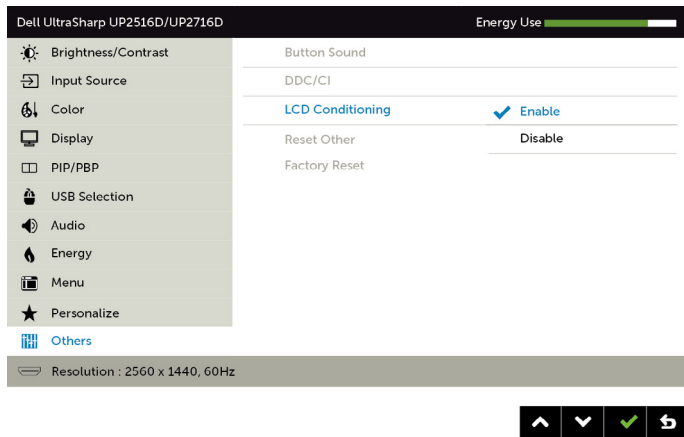 Dell UltraSharp UP2516D/UP2716D
Energy Use
Brightness/Contrast
Button Sound
Input Source
DDC/CI
Color
LCD Conditioning
Enable
Display
Reset Other
Disable
PIP/PBP
Factory Reset
USB Selection
Audio
Energy
Menu
Personalize
Others
Resolution : 2560 x 1440, 60Hz